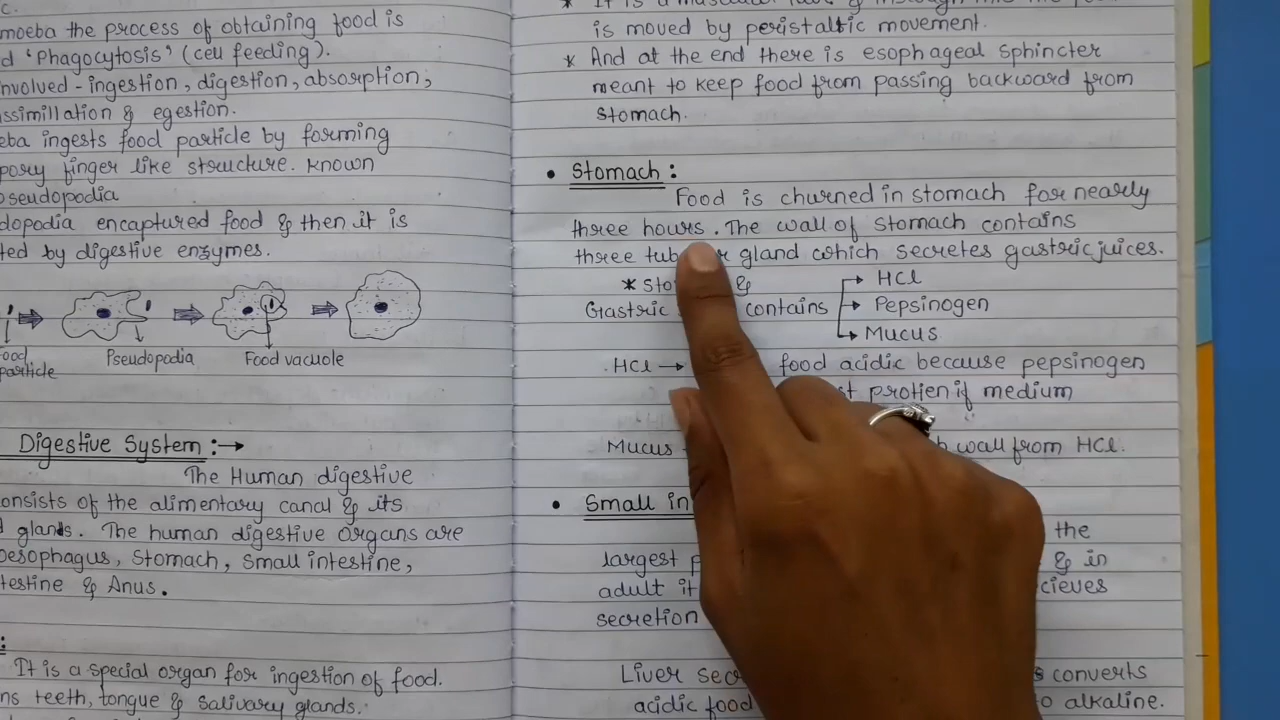 c.
moeba the process of obtaining food is
d 'Phagocytosis' (cell feeding).
nvolved - ingestion, digestion, absorption,
ssimillation & egestion.
eba ingests food particle by forming
pory finger like structure. Known
pseudopodia
dopodia encaptured food & then it is
ted by digestive enzymes.
Food particle
Pseudopodia
Food vacuole
Digestive System :→
The Human digestive
onsists of the alimentary canal & its
d glands. The human digestive organs are
oesophagus, Stomach, Small intestine,
testine & Anus.
:
It is a special organ for ingestion of food.
ns teeth, tongue & Salivary glands.
is moved by peristaltic movement.
* And at the end there is esophageal sphincter
meant to keep food from passing backward from
stomach.
• Stomach :
Food is churned in stomach for nearly
three hours. The wall of stomach contains
three gland which secretes gastric juices.
* &
Gastric contains
HCl
Pepsinogen
Mucus
HCl → food acidic because pepsinogen
protien if medium
Mucus wall from HCl.
• Small in
the
largest & in
adult it cieves
secretion
Liver converts
acidic food alkaline.